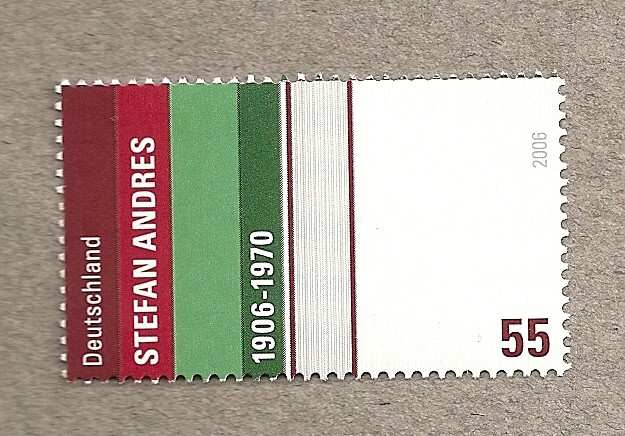 Deutschland
STEFAN ANDRES
1906-1970
2006
55